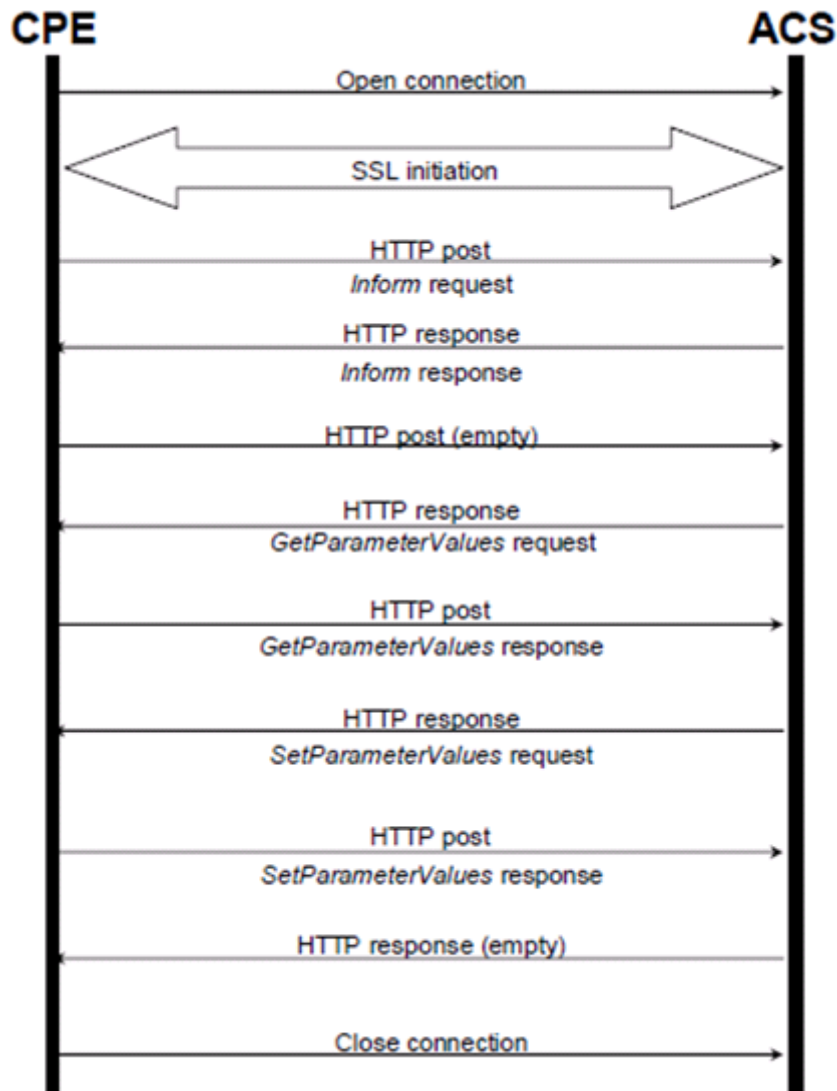 CPE ACS
Open connection
SSL initiation
HTTP post
Inform request
HTTP response
Inform response
HTTP post (empty)
HTTP response
GetParameterValues request
HTTP post
GetParameterValues response
HTTP response
SetParameterValues request
HTTP post
SetParameterValues response
HTTP response (empty)
Close connection